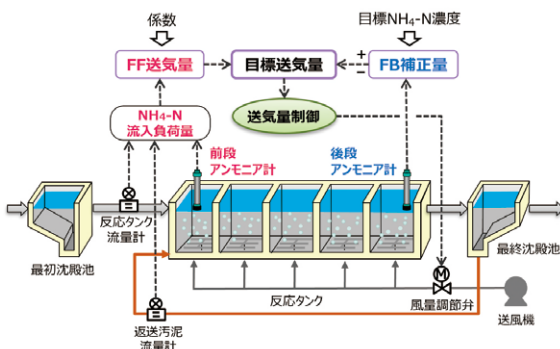 係数
目標NH₄-N濃度
FF送気量
目標送気量
+
−
FB補正量
NH₄-N
流入負荷量
送気量制御
前段
アンモニア計
後段
アンモニア計
反応タンク
流量計
最初沈殿池
最終沈殿池
M
反応タンク
風量調節弁
送風機
返送汚泥
流量計